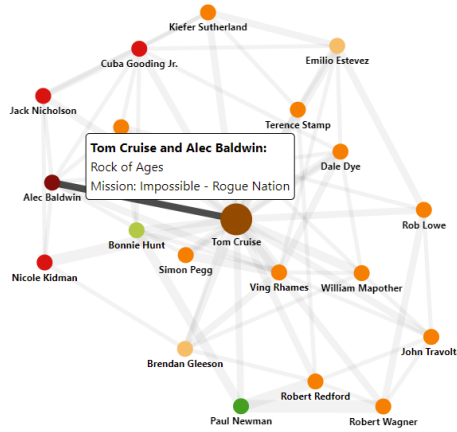 Kiefer Sutherland
Cuba Gooding Jr.
Emilio Estevez
Jack Nicholson
Terence Stamp
Tom Cruise and Alec Baldwin:
Rock of Ages
Mission: Impossible - Rogue Nation
Dale Dye
Alec Baldwin
Rob Lowe
Tom Cruise
Bonnie Hunt
Simon Pegg
Nicole Kidman
Ving Rhames
William Mapother
John Travolt
Brendan Gleeson
Robert Redford
Paul Newman
Robert Wagner